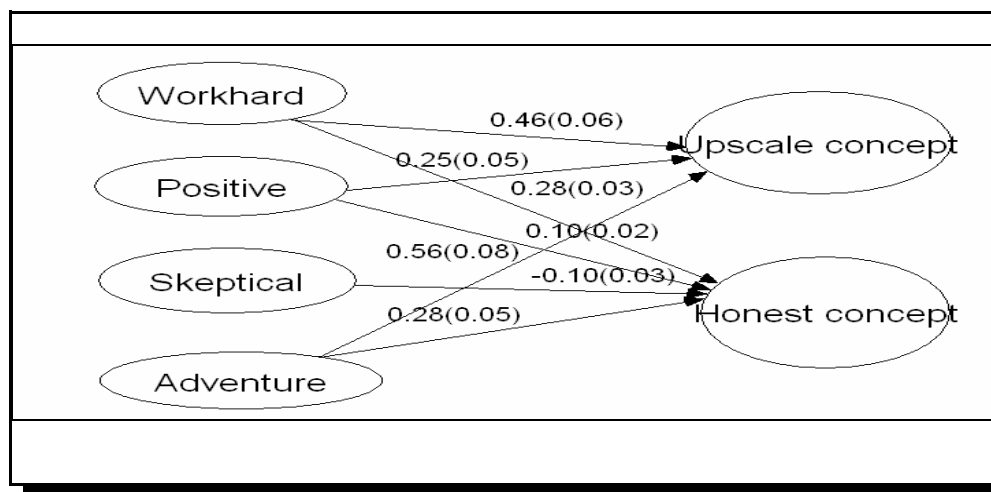 Workhard
Positive
Skeptical
Adventure
0.46(0.06)
0.25(0.05)
0.28(0.03)
0.10(0.02)
0.56(0.08)
-0.10(0.03)
0.28(0.05)
Upscale concept
Honest concept